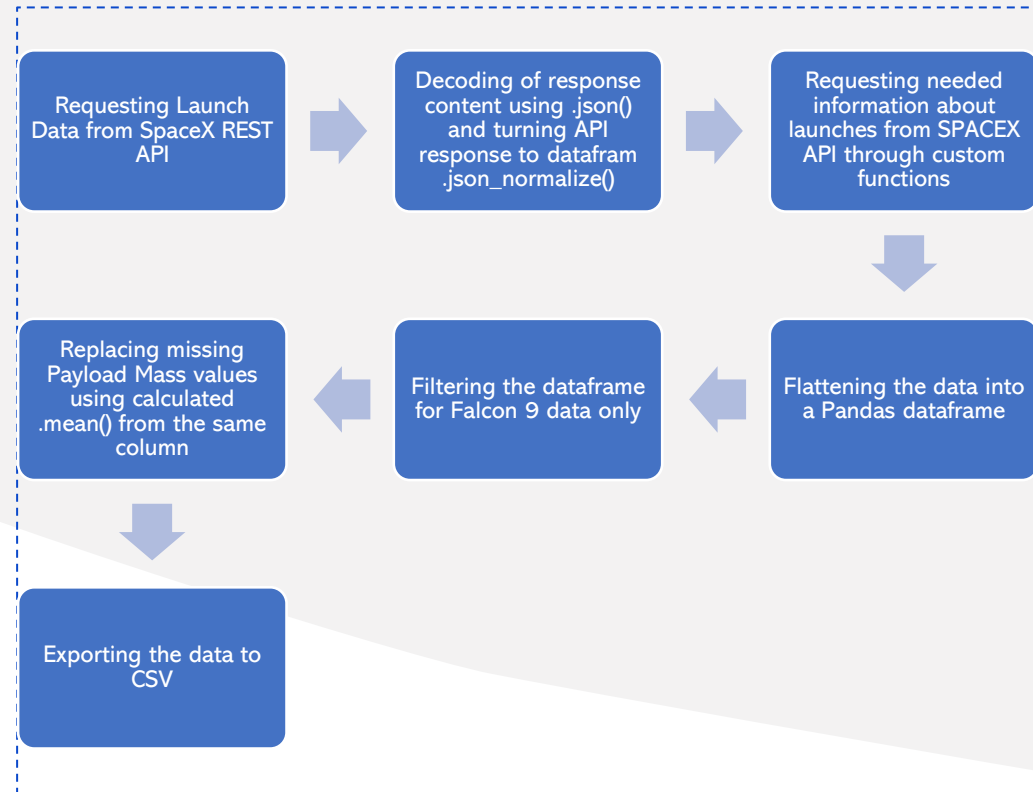 Requesting Launch
Data from SpaceX REST
API
Decoding of response
content using .json()
and turning API
response to datafram
.json_normalize()
Requesting needed
information about
launches from SPACEX
API through custom
functions
Flattening the data into
a Pandas dataframe
Filtering the dataframe
for Falcon 9 data only
Replacing missing
Payload Mass values
using calculated
.mean() from the same
column
Exporting the data to
CSV